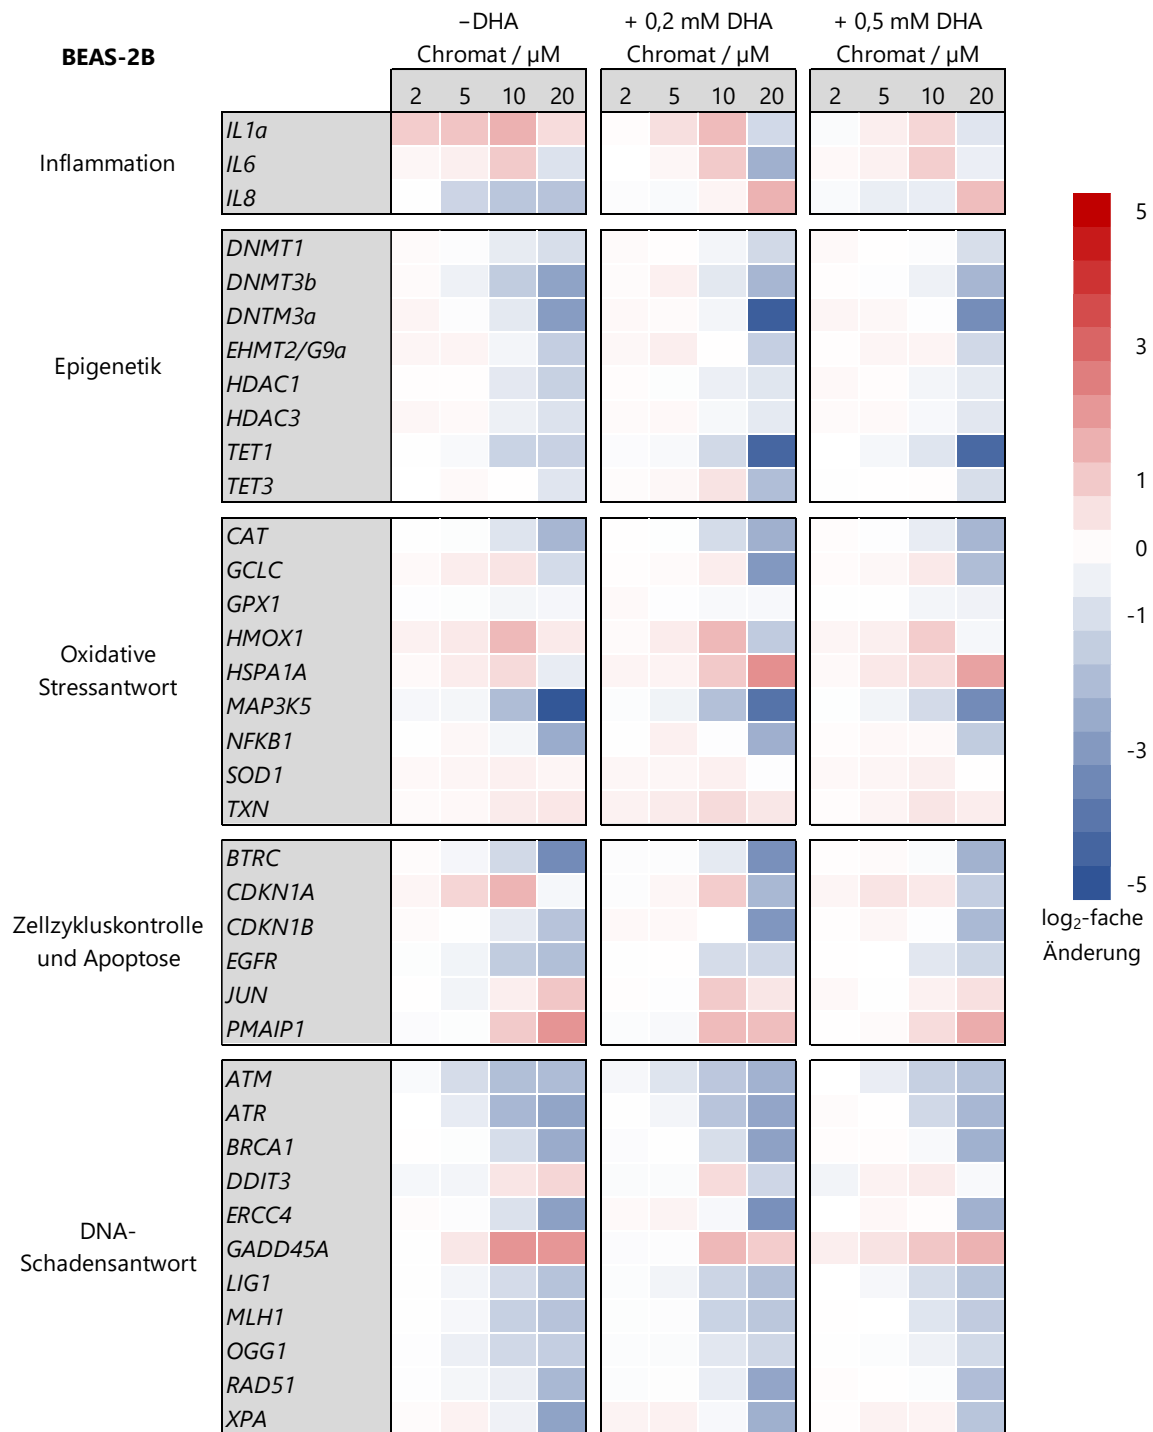 −DHA + 0,2 mM DHA + 0,5 mM DHA
BEAS-2B Chromat / µM Chromat / µM Chromat / µM
2 5 10 20 2 5 10 20 2 5 10 20
Inflammation
IL1a
IL6
IL8
Epigenetik
DNMT1
DNMT3b
DNTM3a
EHMT2/G9a
HDAC1
HDAC3
TET1
TET3
Oxidative
Stressantwort
CAT
GCLC
GPX1
HMOX1
HSPA1A
MAP3K5
NFKB1
SOD1
TXN
Zellzykluskontrolle
und Apoptose
BTRC
CDKN1A
CDKN1B
EGFR
JUN
PMAIP1
DNA-
Schadensantwort
ATM
ATR
BRCA1
DDIT3
ERCC4
GADD45A
LIG1
MLH1
OGG1
RAD51
XPA
5
3
1
0
-1
-3
-5
log₂-fache
Änderung